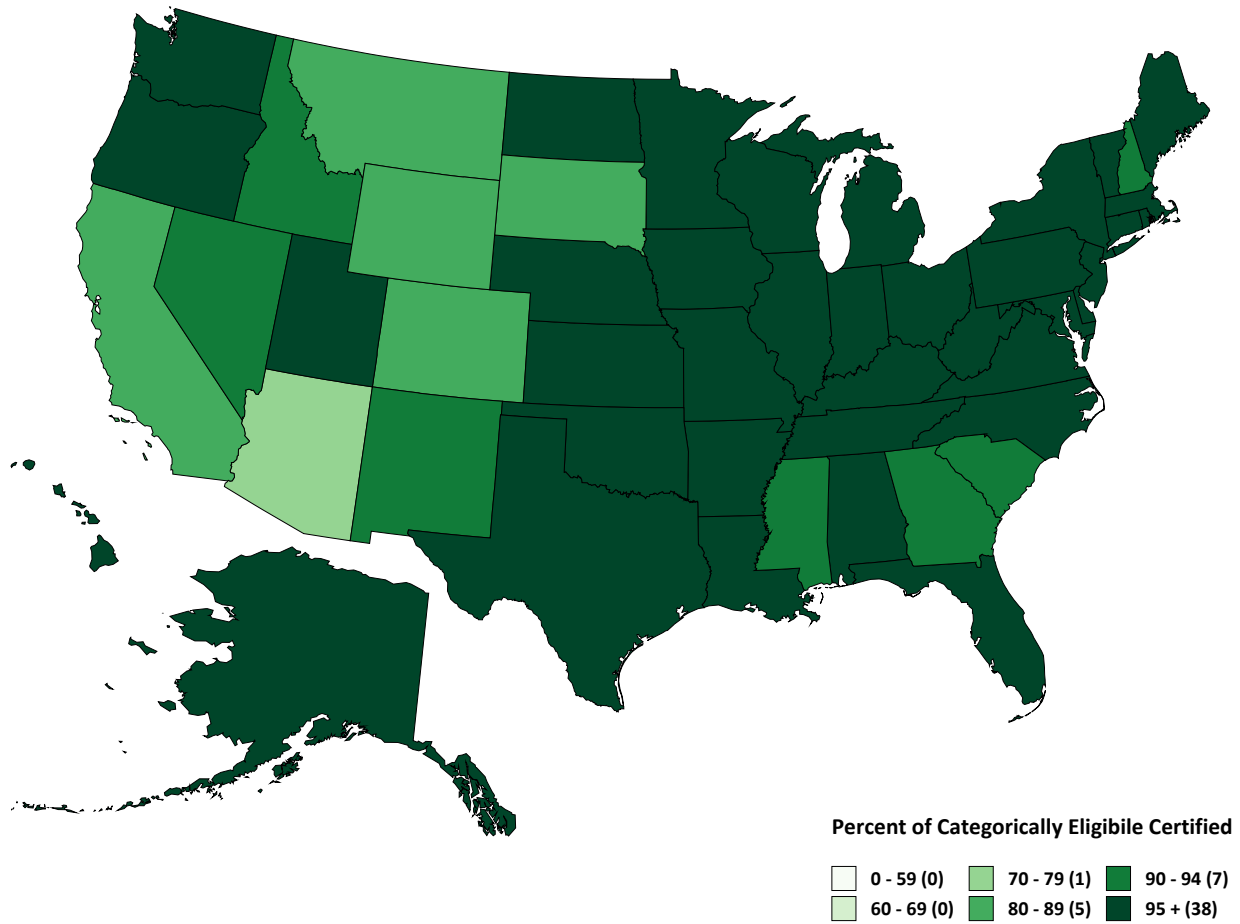 Percent of Categorically Eligibile Certified
0 - 59 (0) 70 - 79 (1) 90 - 94 (7)
60 - 69 (0) 80 - 89 (5) 95 + (38)